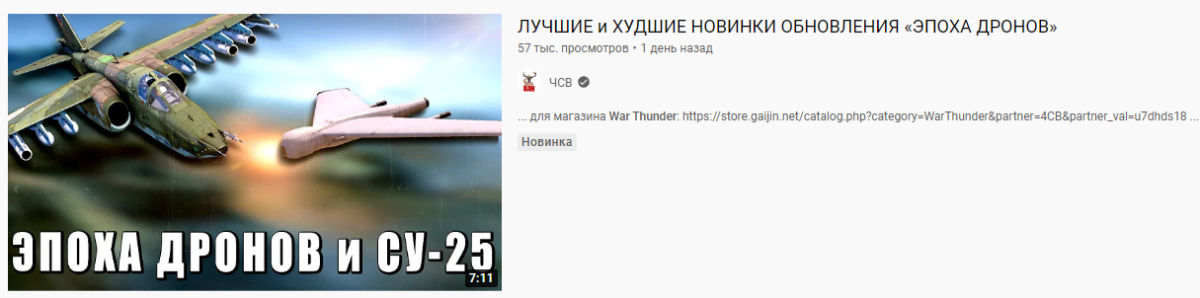 ЛУЧШИЕ и ХУДШИЕ НОВИНКИ ОБНОВЛЕНИЯ «ЭПОХА ДРОНОВ»
57 тыс. просмотров • 1 день назад
ЧСВ
... для магазина War Thunder: https://store.gaijin.net/catalog.php?category=WarThunder&partner=4CB&partner_val=u7dhds18 ...
Новинка
ЭПОХА ДРОНОВ и СУ-25
7:11